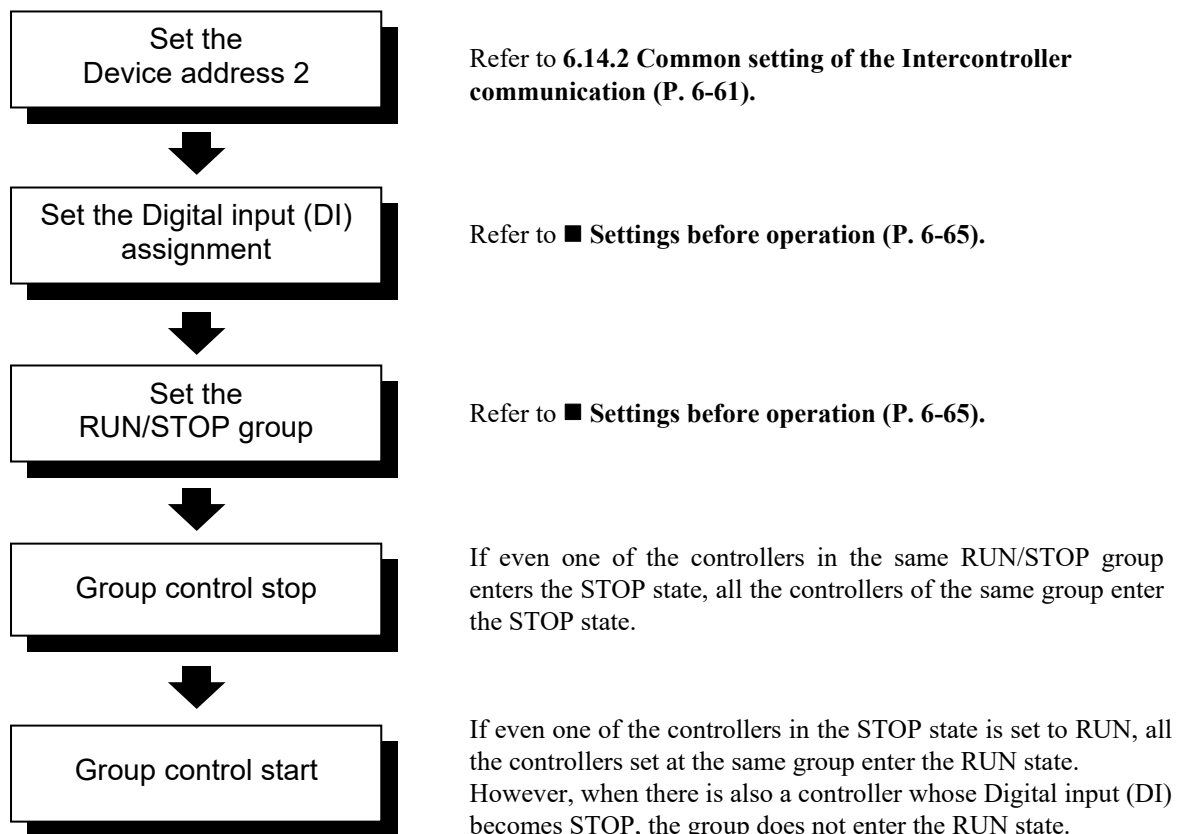 Set the
Device address 2
Refer to 6.14.2 Common setting of the Intercontroller
communication (P. 6-61).
Set the Digital input (DI)
assignment
Refer to ■ Settings before operation (P. 6-65).
Set the
RUN/STOP group
Refer to ■ Settings before operation (P. 6-65).
Group control stop
If even one of the controllers in the same RUN/STOP group
enters the STOP state, all the controllers of the same group enter
the STOP state.
Group control start
If even one of the controllers in the STOP state is set to RUN, all
the controllers set at the same group enter the RUN state.
However, when there is also a controller whose Digital input (DI)
becomes STOP, the group does not enter the RUN state.